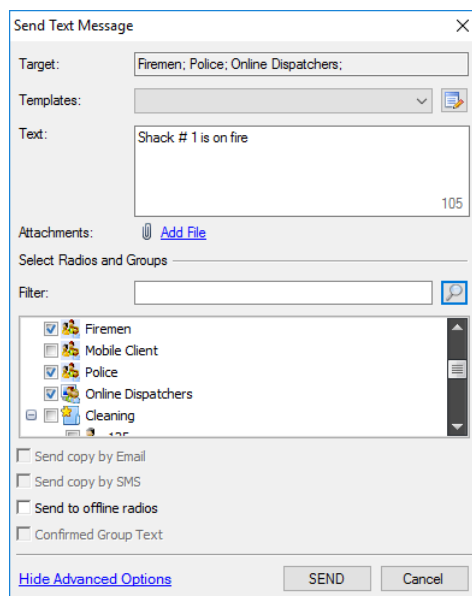 Send Text Message
Target: Firemen; Police; Online Dispatchers;
Templates:
Text: Shack # 1 is on fire
105
Attachments: Add File
Select Radios and Groups
Filter:
Firemen
Mobile Client
Police
Online Dispatchers
Cleaning
Send copy by Email
Send copy by SMS
Send to offline radios
Confirmed Group Text
Hide Advanced Options SEND Cancel